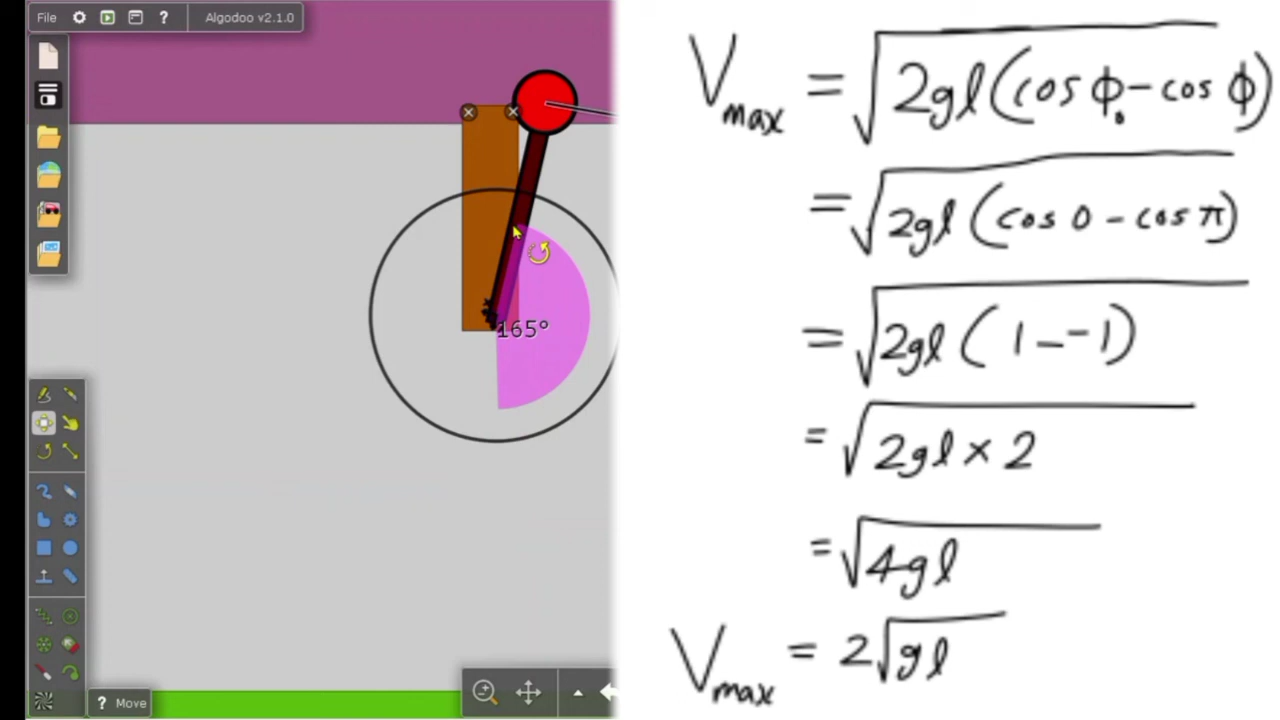 File ? Algodoo v2.1.0
165°
? Move
Vmax = √2gl(cos ϕ₀ - cos ϕ)
= √2gl (cos 0 - cos π)
= √2gl ( 1 - -1)
= √2gl × 2
= √4gl
Vmax = 2√gl